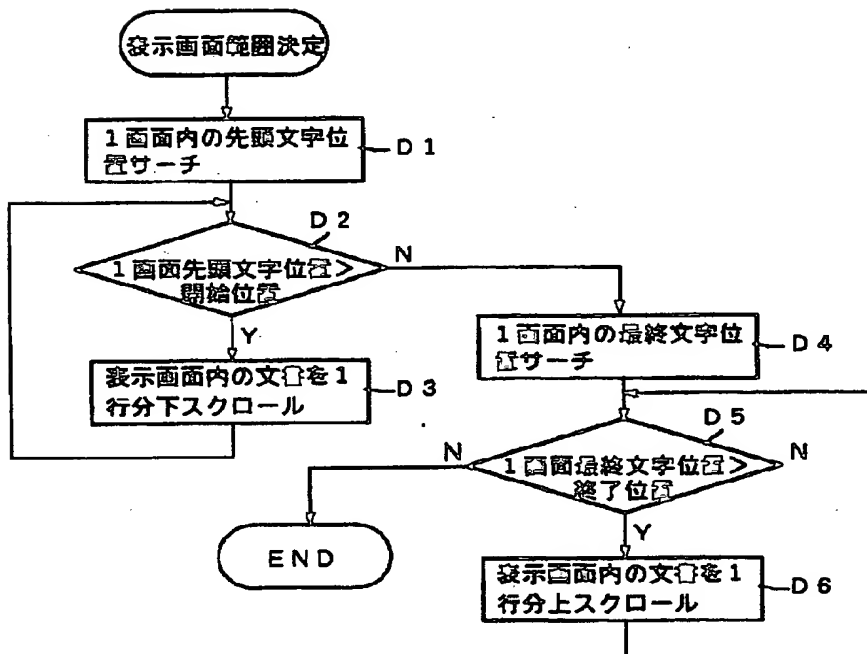 表示画面範囲決定
1画面内の先頭文字位
置サーチ
D1
D2
1画面先頭文字位置>
開始位置
N
Y
表示画面内の文書を1
行分下スクロール
D3
1画面内の最終文字位
置サーチ
D4
D5
N
1画面最終文字位置>
終了位置
N
Y
END
表示画面内の文書を1
行分上スクロール
D6